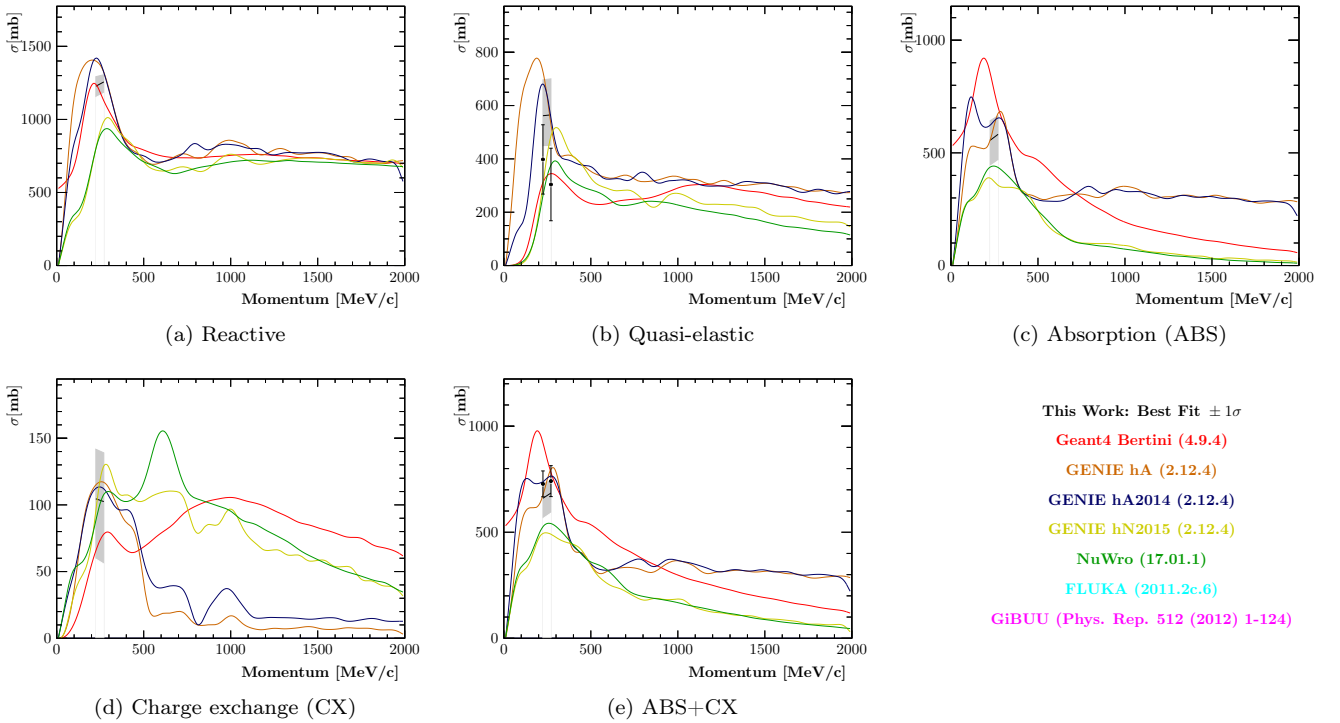 σ[mb]
1500
1000
500
0
0 500 1000 1500 2000
Momentum [MeV/c]
(a) Reactive
σ[mb]
800
600
400
200
0
0 500 1000 1500 2000
Momentum [MeV/c]
(b) Quasi-elastic
σ[mb]
1000
500
0
0 500 1000 1500 2000
Momentum [MeV/c]
(c) Absorption (ABS)
σ[mb]
150
100
50
0
0 500 1000 1500 2000
Momentum [MeV/c]
(d) Charge exchange (CX)
σ[mb]
1000
500
0
0 500 1000 1500 2000
Momentum [MeV/c]
(e) ABS+CX
This Work: Best Fit ± 1σ
Geant4 Bertini (4.9.4)
GENIE hA (2.12.4)
GENIE hA2014 (2.12.4)
GENIE hN2015 (2.12.4)
NuWro (17.01.1)
FLUKA (2011.2c.6)
GiBUU (Phys. Rep. 512 (2012) 1-124)